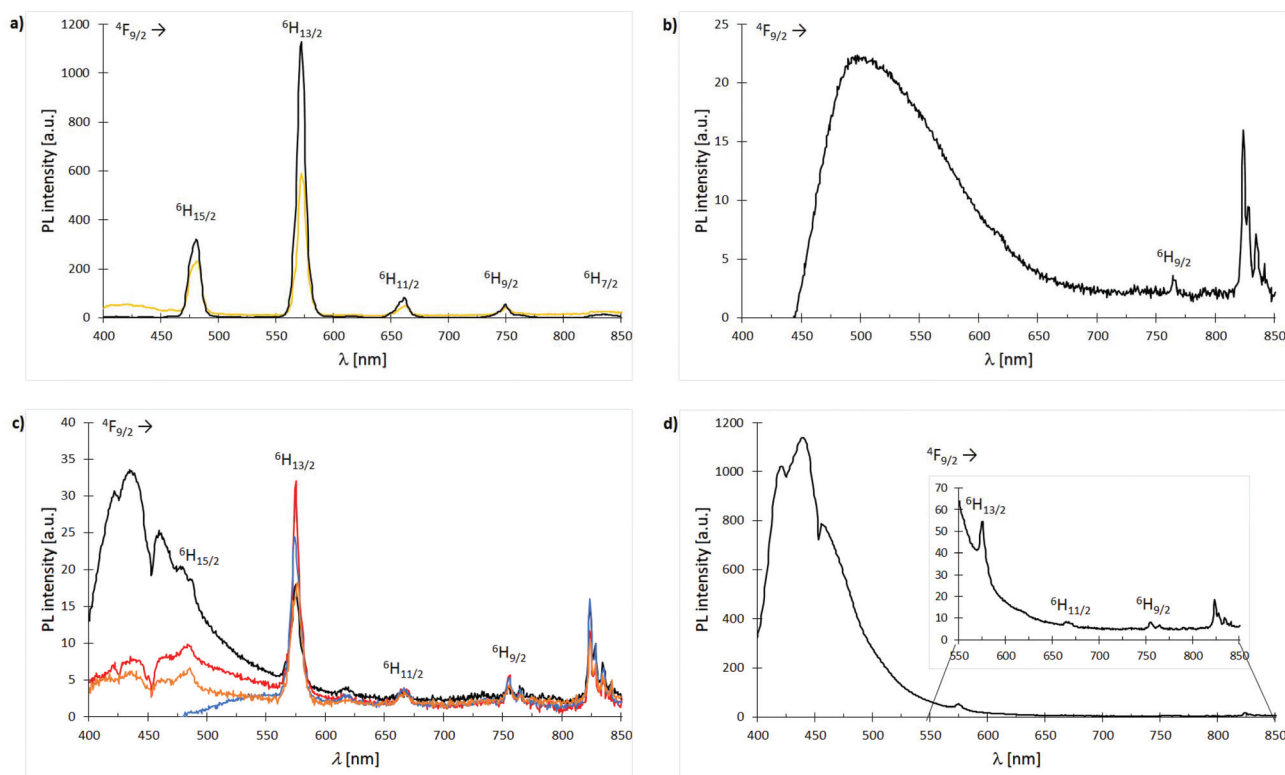 a)
⁴F₉/₂ →
⁶H₁₃/₂
⁶H₁₅/₂
⁶H₁₁/₂
⁶H₉/₂
⁶H₇/₂
PL intensity [a.u.]
1200
1000
800
600
400
200
0
400 450 500 550 600 650 700 750 800 850
λ [nm]
b)
⁴F₉/₂ →
⁶H₉/₂
PL intensity [a.u.]
25
20
15
10
5
0
400 450 500 550 600 650 700 750 800 850
λ [nm]
c)
⁴F₉/₂ →
⁶H₁₃/₂
⁶H₁₅/₂
⁶H₁₁/₂
⁶H₉/₂
PL intensity [a.u.]
40
35
30
25
20
15
10
5
0
400 450 500 550 600 650 700 750 800 850
λ [nm]
d)
⁴F₉/₂ →
PL intensity [a.u.]
1200
1000
800
600
400
200
0
400 450 500 550 600 650 700 750 800 850
λ [nm]
⁶H₁₃/₂
⁶H₁₁/₂
⁶H₉/₂
70
60
50
40
30
20
10
0
550 600 650 700 750 800 850